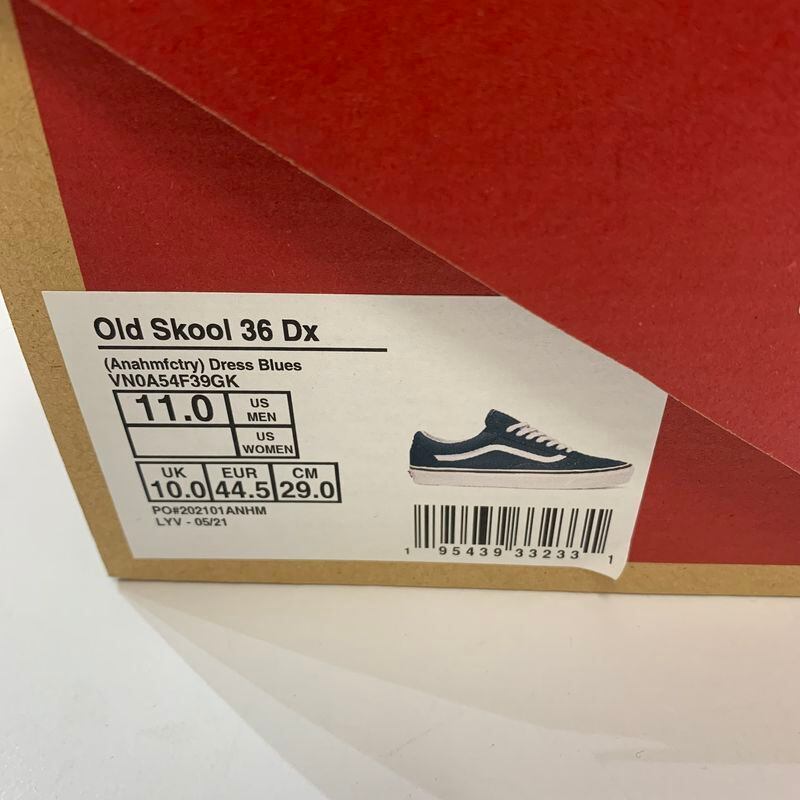 Old Skool 36 Dx
(Anahmfctry) Dress Blues
VN0A54F39GK
11.0 US MEN
US WOMEN
UK EUR CM
10.0 44.5 29.0
PO#202101ANHM
LYV - 05/21
1 95439 33233 1